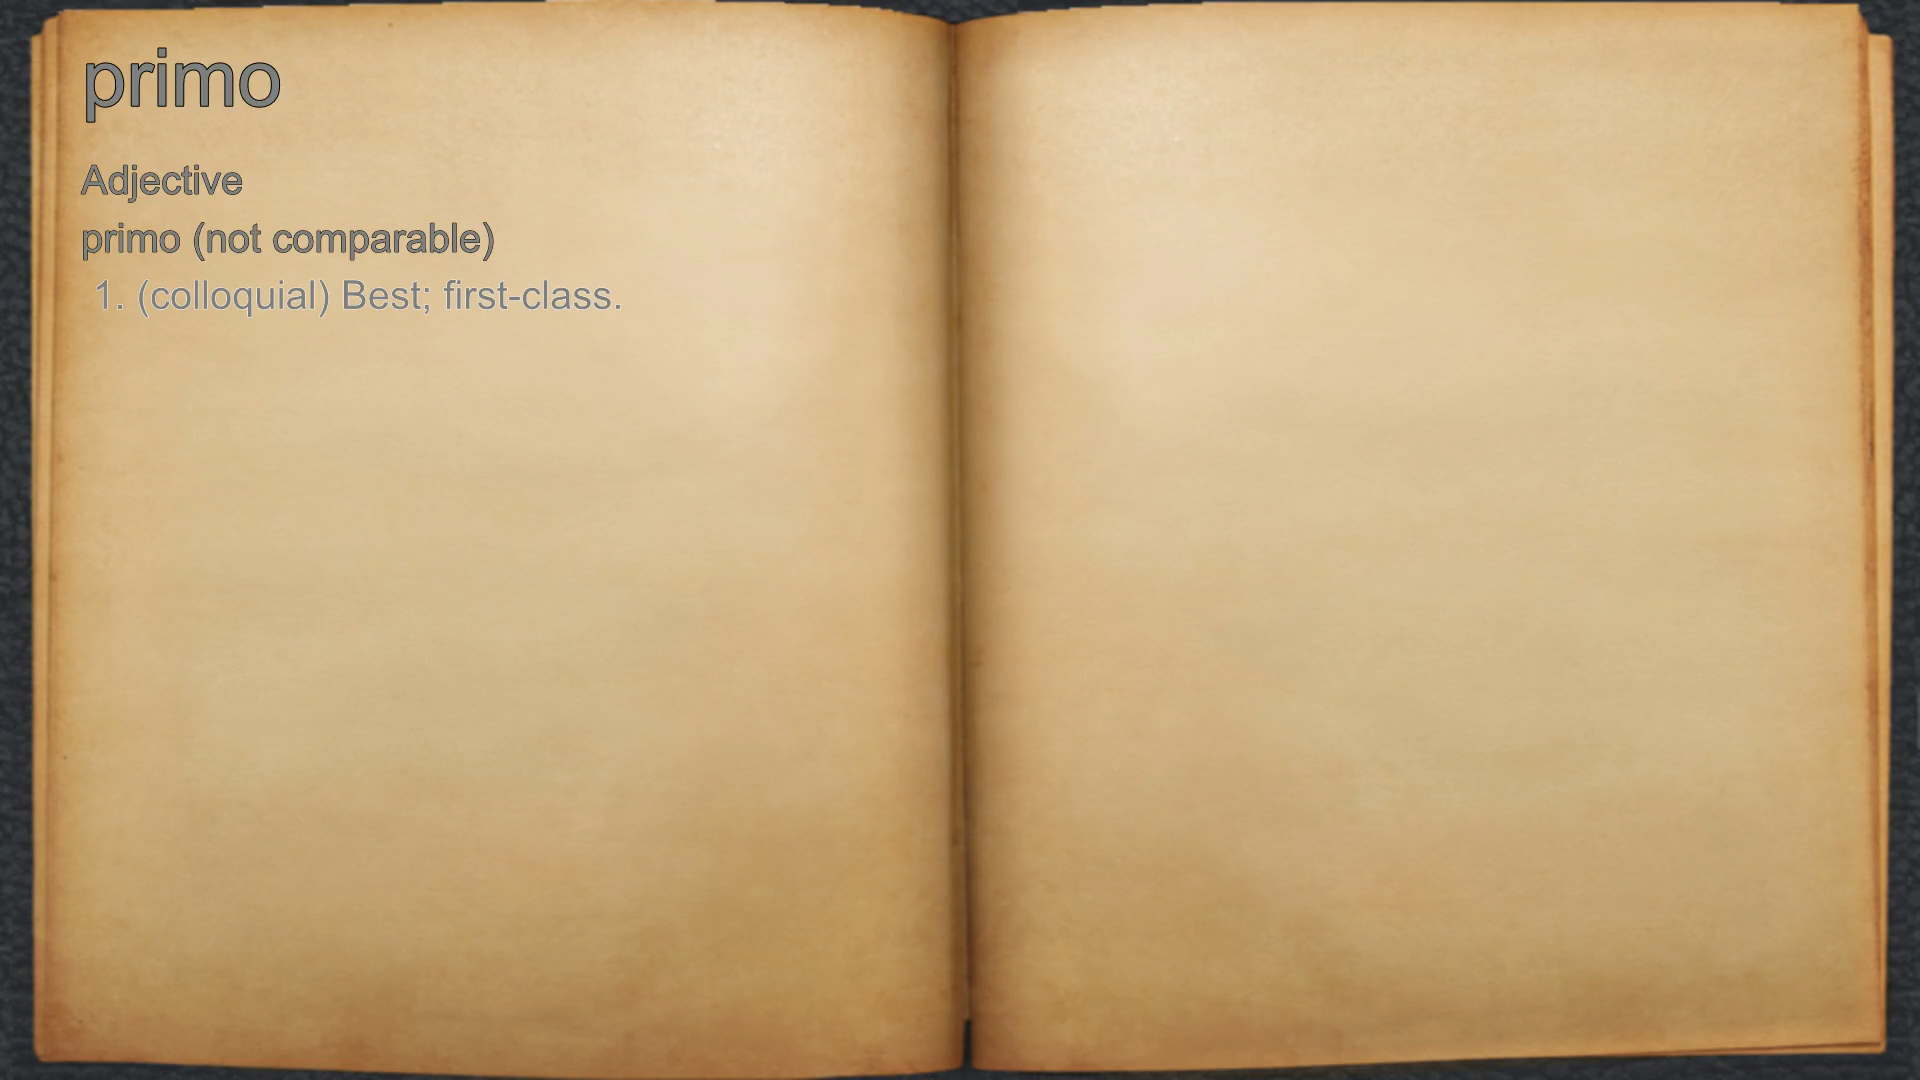 primo
Adjective
primo (not comparable)
1. (colloquial) Best; first-class.